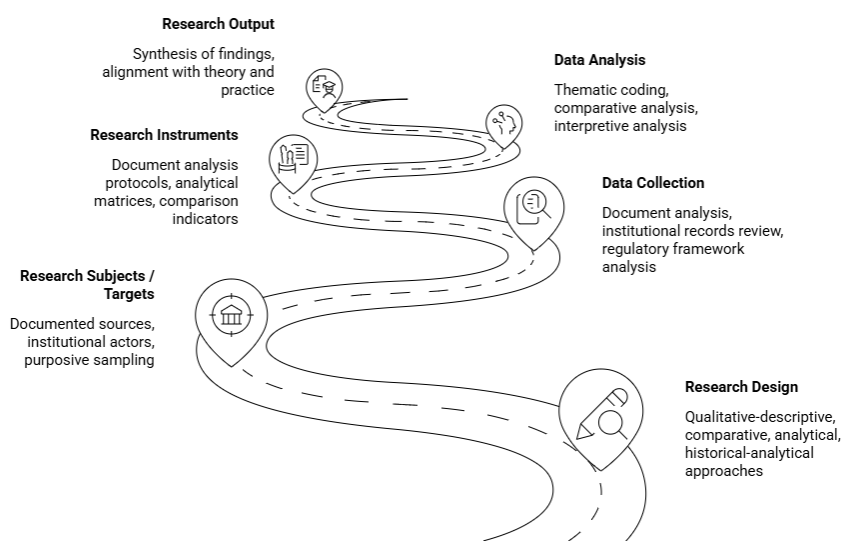 Research Output
Synthesis of findings,
alignment with theory and
practice
Data Analysis
Thematic coding,
comparative analysis,
interpretive analysis
Research Instruments
Document analysis
protocols, analytical
matrices, comparison
indicators
Data Collection
Document analysis,
institutional records review,
regulatory framework
analysis
Research Subjects /
Targets
Documented sources,
institutional actors,
purposive sampling
Research Design
Qualitative-descriptive,
comparative, analytical,
historical-analytical
approaches